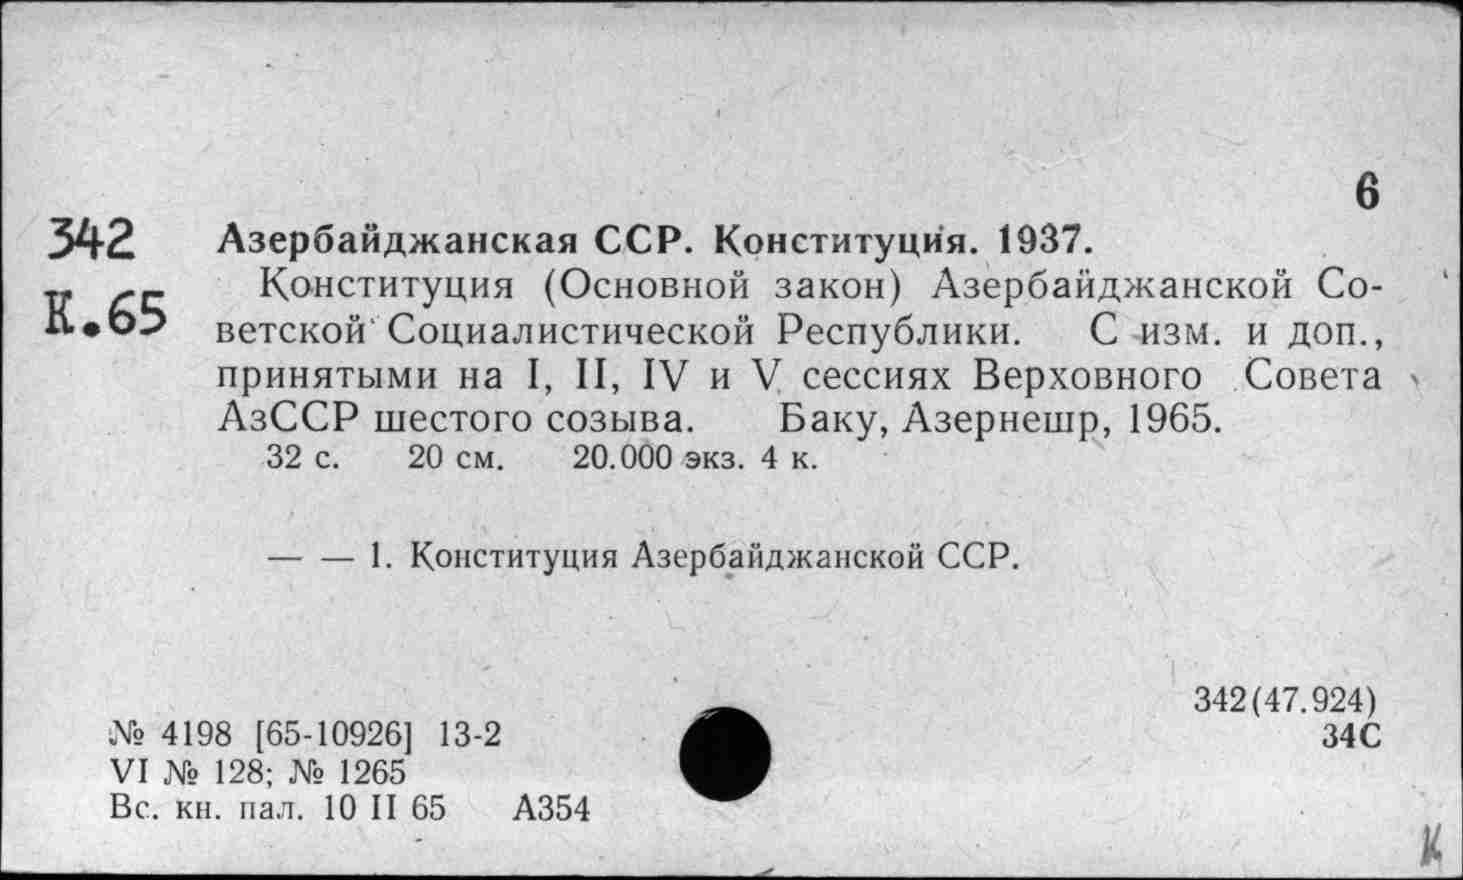 6
342 Азербайджанская ССР. Конституция. 1937.
К.65 Конституция (Основной закон) Азербайджанской Со-
ветской Социалистической Республики. С изм. и доп.,
принятыми на I, II, IV и V сессиях Верховного Совета
АзССР шестого созыва. Баку, Азернешр, 1965.
32 с. 20 см. 20.000 экз. 4 к.
— — 1. Конституция Азербайджанской ССР.
342(47.924)
34С
№ 4198 [65-10926] 13-2
VI № 128; № 1265
Вс. кн. пал. 10 II 65 А354
К